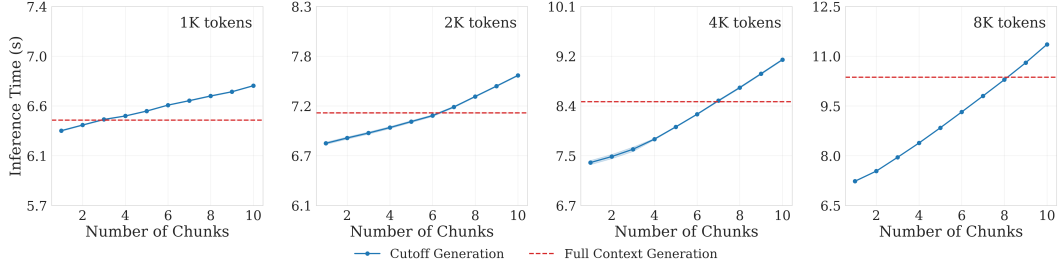 Inference Time (s)
1K tokens
7.4
7.0
6.6
6.1
5.7
2 4 6 8 10
Number of Chunks
2K tokens
8.3
7.8
7.2
6.7
6.1
2 4 6 8 10
Number of Chunks
4K tokens
10.1
9.2
8.4
7.5
6.7
2 4 6 8 10
Number of Chunks
8K tokens
12.5
11.0
9.5
8.0
6.5
2 4 6 8 10
Number of Chunks
Cutoff Generation
Full Context Generation